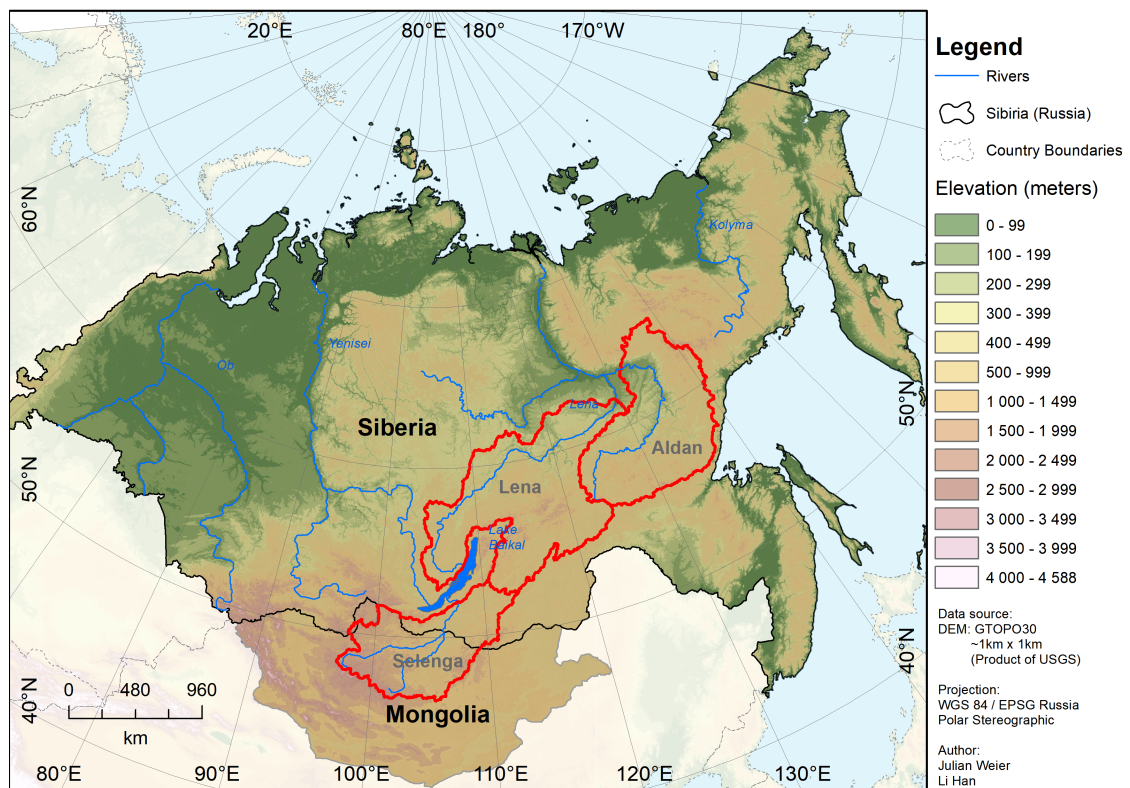 20°E
80°E
180°
170°W
60°N
50°N
40°N
50°N
40°N
Kolyma
Yenisei
Ob
Lena
Siberia
Aldan
Lena
Lake
Baikal
Selenga
Mongolia
0 480 960
km
80°E
90°E
100°E
110°E
120°E
130°E
Legend
Rivers
Sibiria (Russia)
Country Boundaries
Elevation (meters)
0 - 99
100 - 199
200 - 299
300 - 399
400 - 499
500 - 999
1 000 - 1 499
1 500 - 1 999
2 000 - 2 499
2 500 - 2 999
3 000 - 3 499
3 500 - 3 999
4 000 - 4 588
Data source:
DEM: GTOPO30
~1km x 1km
(Product of USGS)
Projection:
WGS 84 / EPSG Russia
Polar Stereographic
Author:
Julian Weier
Li Han